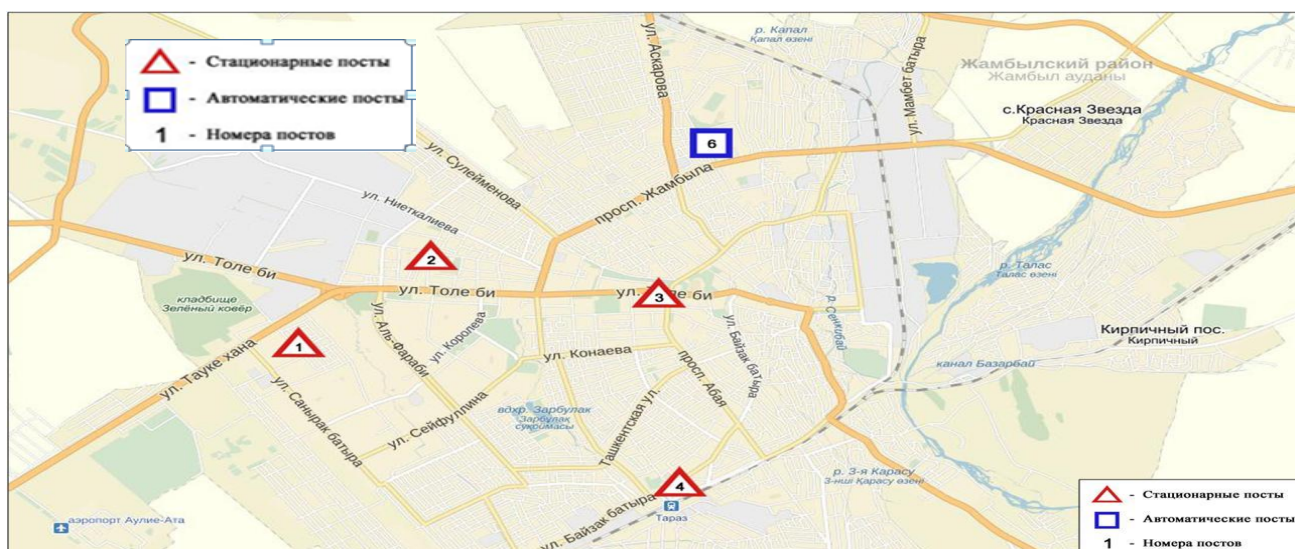 - Стационарные посты
- Автоматические посты
1 - Номера постов
ул. Аскарова
р. Капал
Қапал өзені
ул. Мамбет батыра
Жамбылский район
Жамбыл ауданы
с.Красная Звезда
Красная Звезда
6
ул. Сулейменова
просп. Жамбыла
ул. Ниеткалиева
ул. Толе би
2
ул. Толе би
ул. Толе би
3
р. Талас
Талас өзені
кладбище
Зелёный ковёр
р. Сенкибай
1
ул. Аль-Фараби
ул. Королева
ул. Конаева
просп. Абая
ул. Байзак батыра
Кирпичный пос.
Кирпичный
канал Базарбай
ул. Тауке хана
ул. Санырак батыра
ул. Сейфуллина
вдхр. Зарбулак
Зарбулақ
суқоймасы
Ташкентская ул.
4
Тараз
ул. Байзак батыра
р. 3-я Карасу
3-нші Қарасу өзені
аэропорт Аулие-Ата
- Стационарные посты
- Автоматические посты
1 - Номера постов